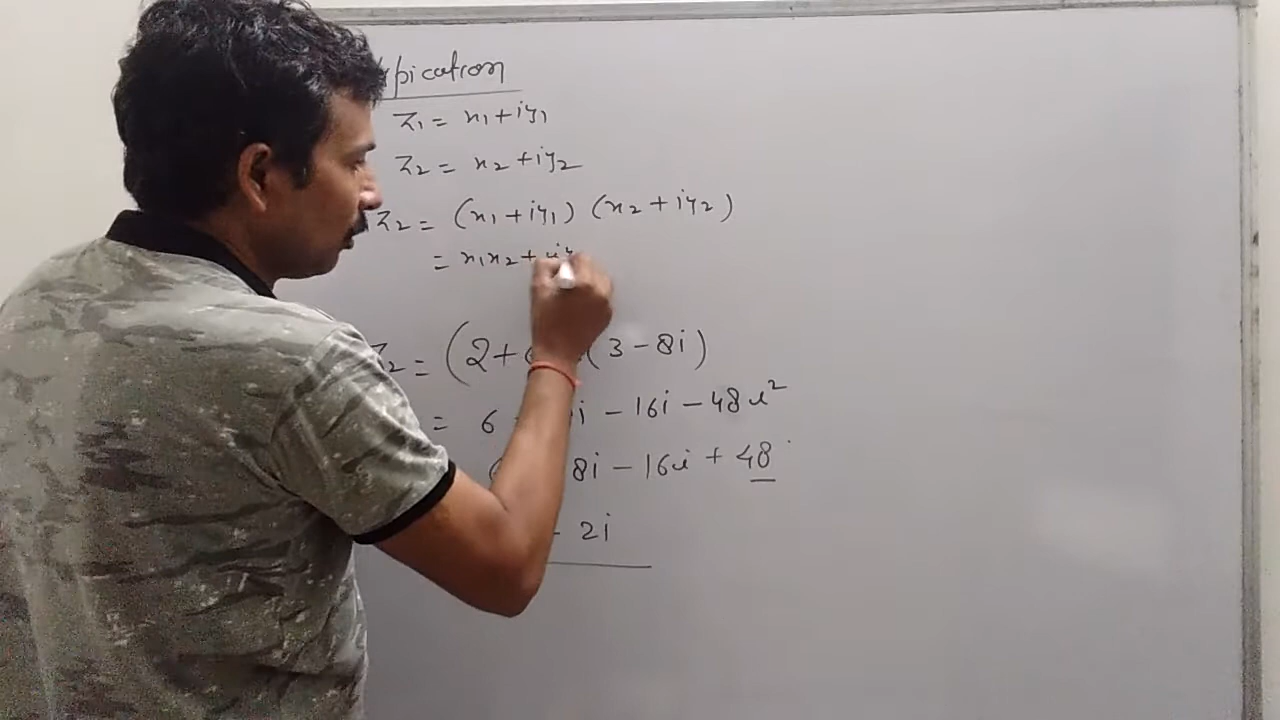 pication
z₁ = x₁ + iy₁
z₂ = x₂ + iy₂
z₂ = (x₁ + iy₁) (x₂ + iy₂)
= x₁x₂ +
z₂ = (2 + (3 - 8i)
= 6 i - 16i - 48i²
8i - 16i + 48
2i